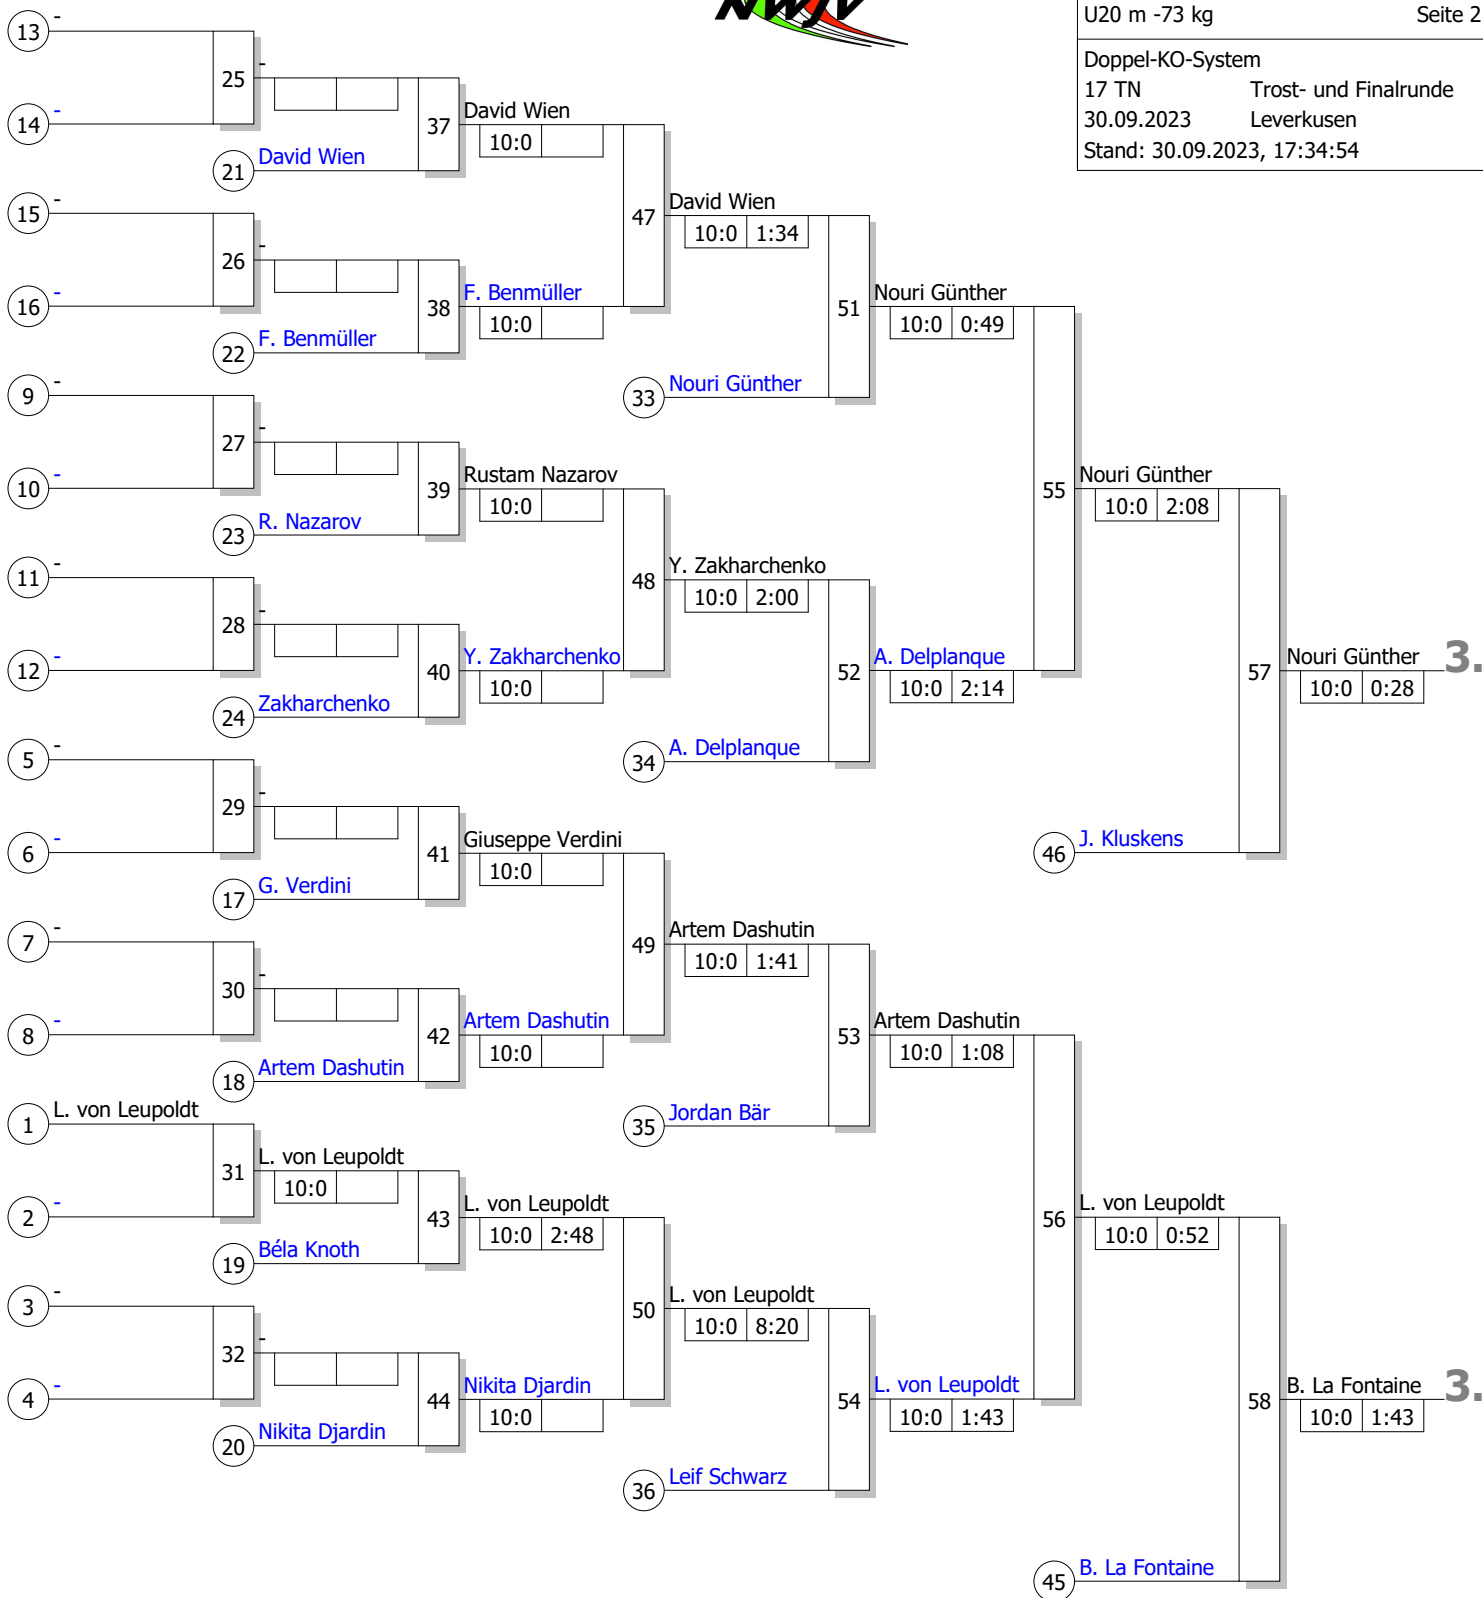 NWJV
U20 m -73 kg Seite 2
Doppel-KO-System
17 TN Trost- und Finalrunde
30.09.2023 Leverkusen
Stand: 30.09.2023, 17:34:54
13 -
25 -
14 -
37 David Wien
10:0
21 David Wien
15 -
47 David Wien
10:0 1:34
26 -
16 -
38 F. Benmüller
10:0
22 F. Benmüller
51 Nouri Günther
10:0 0:49
9 -
33 Nouri Günther
27 -
10 -
39 Rustam Nazarov
10:0
23 R. Nazarov
55 Nouri Günther
10:0 2:08
11 -
48 Y. Zakharchenko
10:0 2:00
28 -
12 -
40 Y. Zakharchenko
10:0
24 Zakharchenko
52 A. Delplanque
10:0 2:14
57 Nouri Günther 3.
10:0 0:28
5 -
34 A. Delplanque
29 -
6 -
41 Giuseppe Verdini
10:0
46 J. Kluskens
17 G. Verdini
7 -
49 Artem Dashutin
10:0 1:41
30 -
8 -
42 Artem Dashutin
10:0
18 Artem Dashutin
53 Artem Dashutin
10:0 1:08
1 L. von Leupoldt
35 Jordan Bär
31 L. von Leupoldt
10:0
2 -
43 L. von Leupoldt
10:0 2:48
19 Béla Knoth
56 L. von Leupoldt
10:0 0:52
3 -
50 L. von Leupoldt
10:0 8:20
32 -
4 -
44 Nikita Djardin
10:0
20 Nikita Djardin
54 L. von Leupoldt
10:0 1:43
58 B. La Fontaine 3.
10:0 1:43
36 Leif Schwarz
45 B. La Fontaine